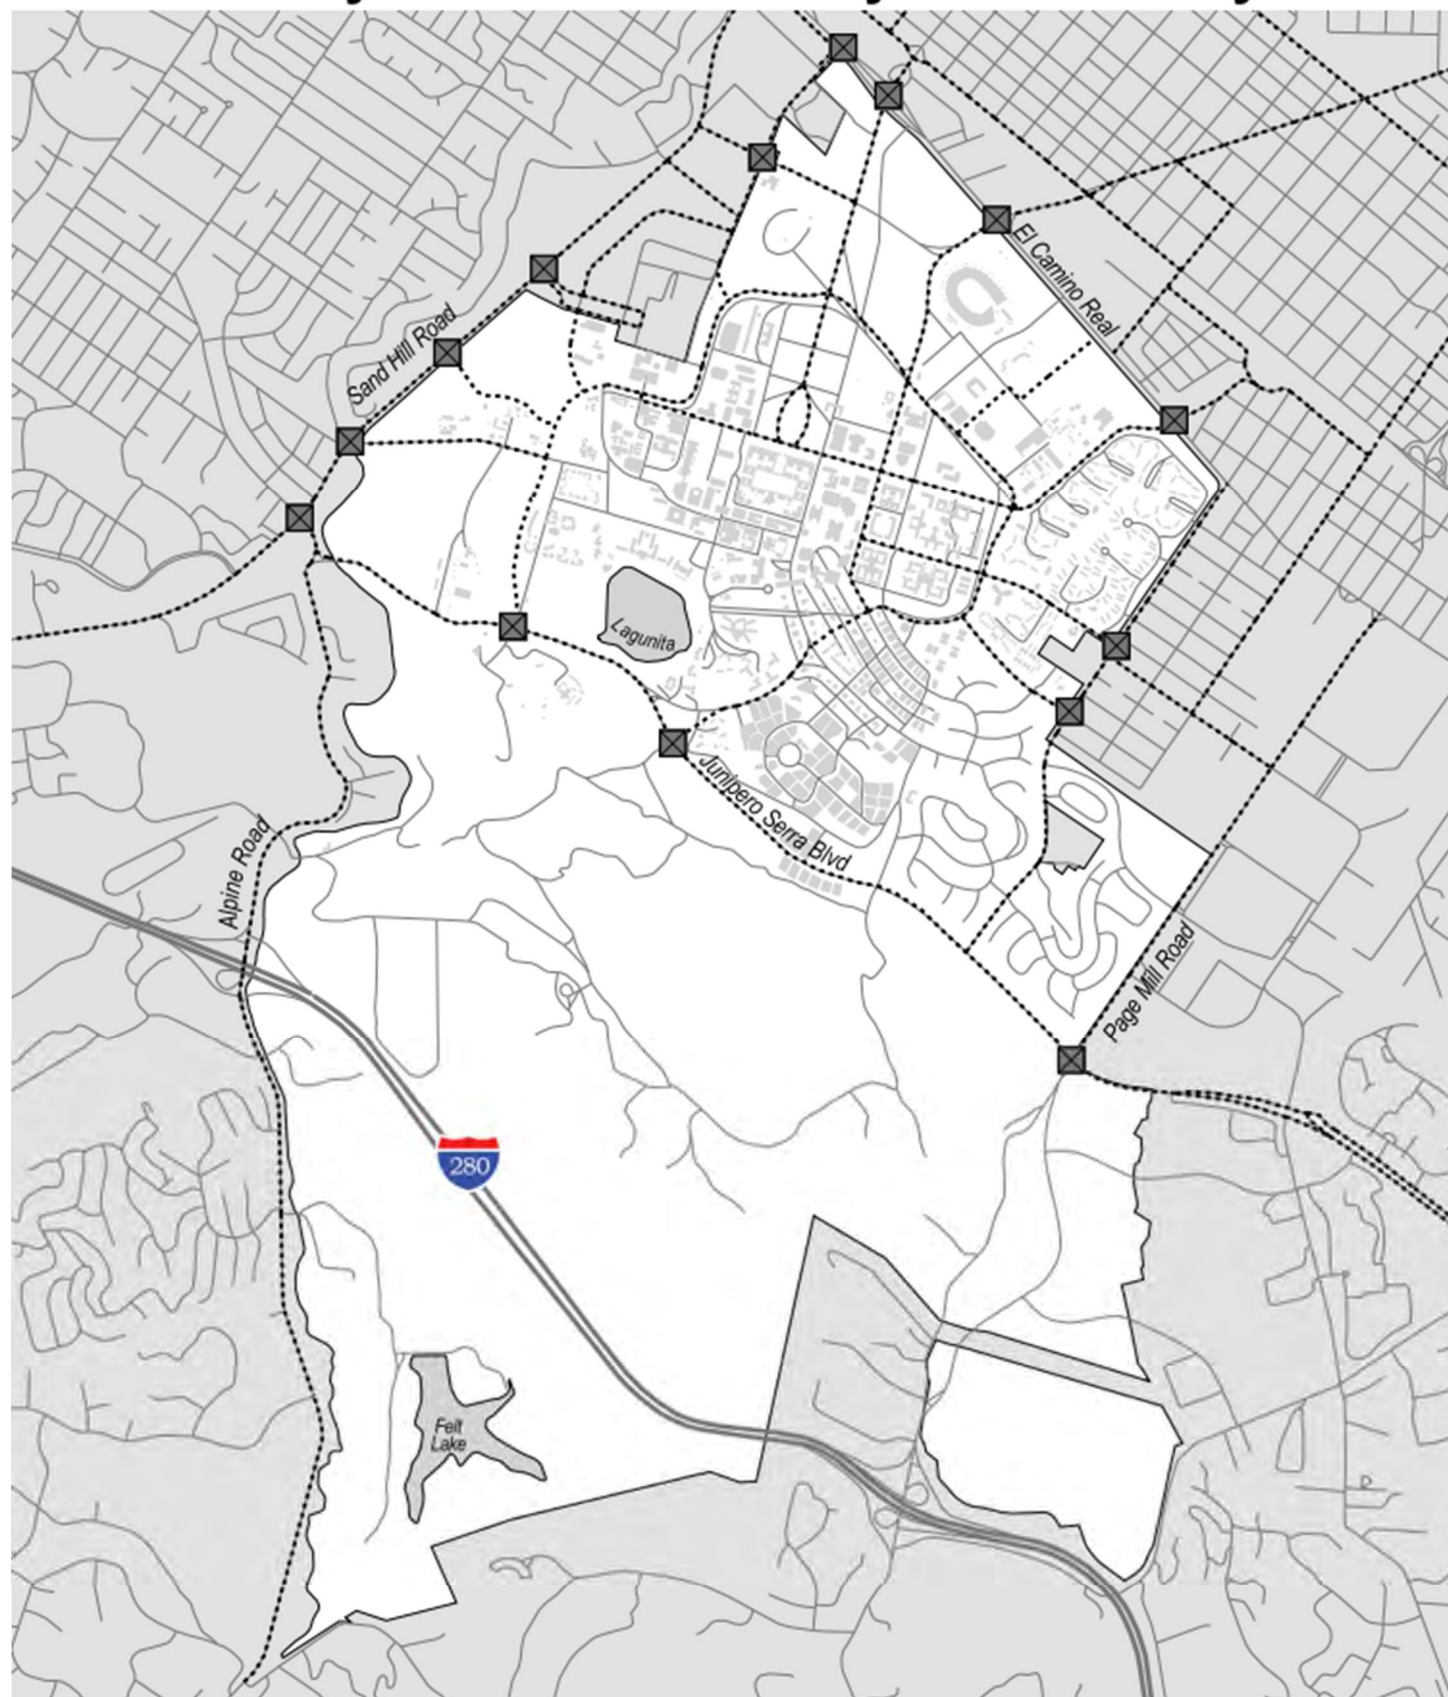 El Camino Real
Sand Hill Road
Lagunita
Junipero Serra Blvd
Alpine Road
Page Mill Road
280
Felt
Lake